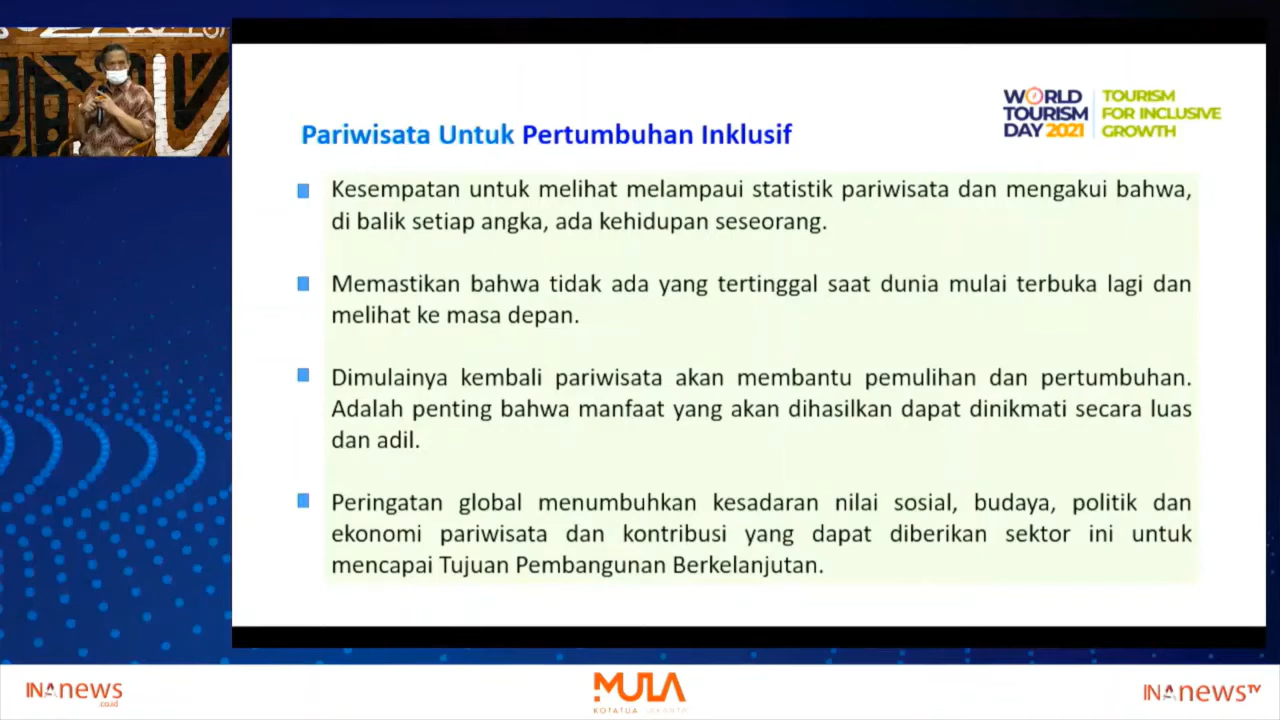 WORLD
TOURISM
DAY 2021
TOURISM
FOR INCLUSIVE
GROWTH
Pariwisata Untuk Pertumbuhan Inklusif
Kesempatan untuk melihat melampaui statistik pariwisata dan mengakui bahwa,
di balik setiap angka, ada kehidupan seseorang.
Memastikan bahwa tidak ada yang tertinggal saat dunia mulai terbuka lagi dan
melihat ke masa depan.
Dimulainya kembali pariwisata akan membantu pemulihan dan pertumbuhan.
Adalah penting bahwa manfaat yang akan dihasilkan dapat dinikmati secara luas
dan adil.
Peringatan global menumbuhkan kesadaran nilai sosial, budaya, politik dan
ekonomi pariwisata dan kontribusi yang dapat diberikan sektor ini untuk
mencapai Tujuan Pembangunan Berkelanjutan.
INAnews
.co.id
MULA
KOTATUA JAKARTA
INAnewsTV